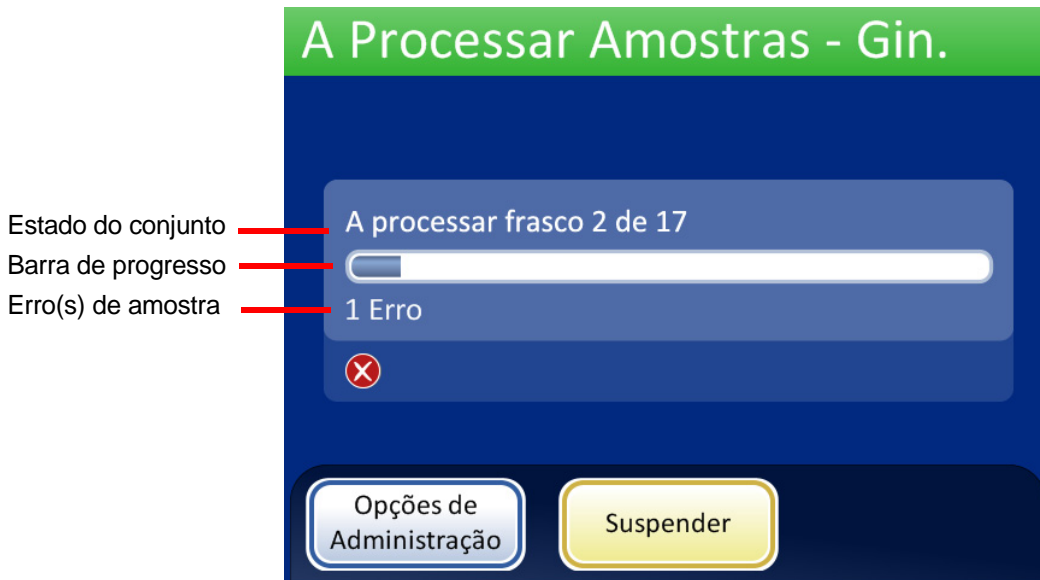 A Processar Amostras - Gin.
Estado do conjunto
A processar frasco 2 de 17
Barra de progresso
Erro(s) de amostra
1 Erro
Opções de
Administração
Suspender